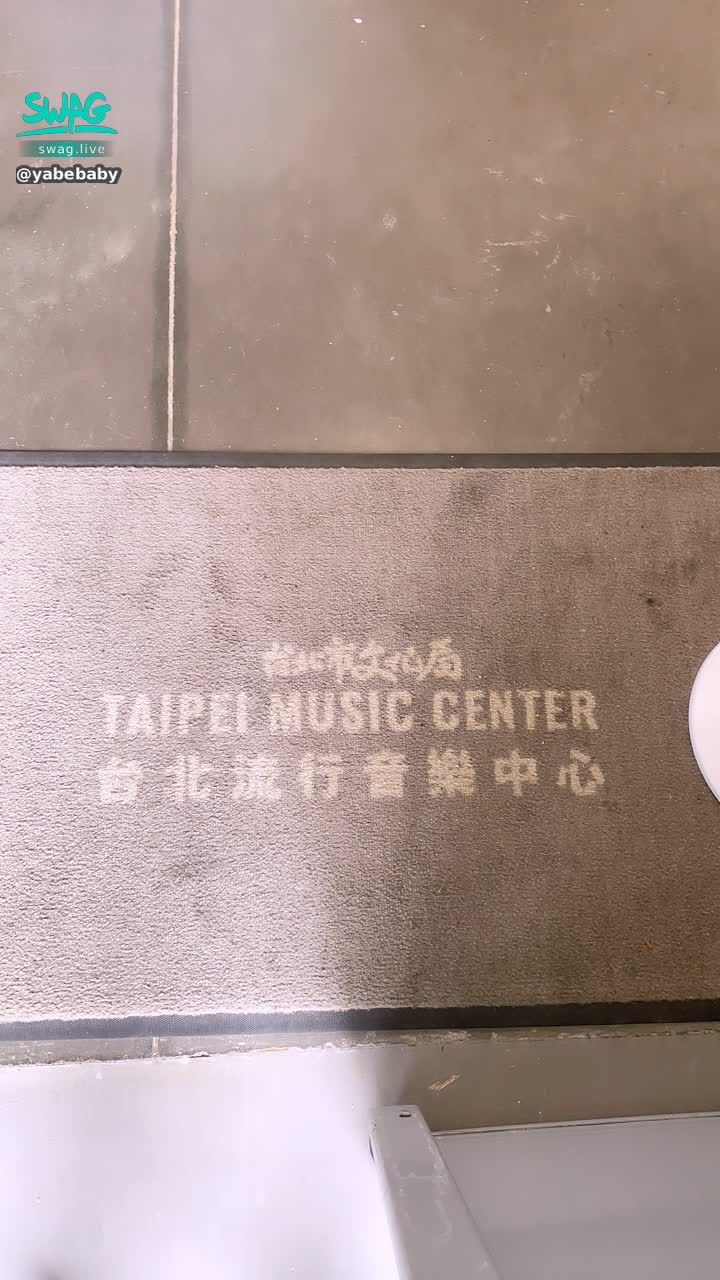 SWAG
swag.live
@yabebaby
台北市文化局
TAIPEI MUSIC CENTER
台北流行音樂中心